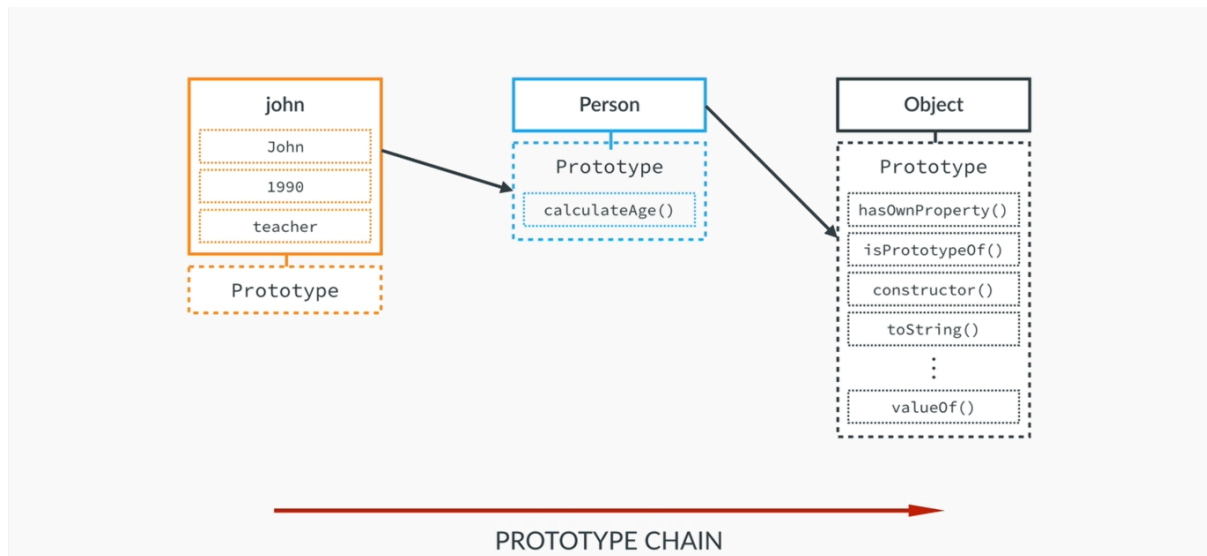 john
John
1990
teacher
Prototype
Person
Prototype
calculateAge()
Object
Prototype
hasOwnProperty()
isPrototypeOf()
constructor()
toString()
⋮
valueOf()
PROTOTYPE CHAIN